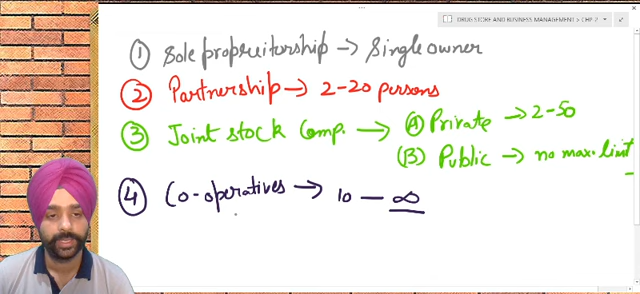 DRUG STORE AND BUSINESS MANAGEMENT > CHP 2
① Sole propreitorship → Single owner
② Partnership → 2-20 persons
③ Joint stock Comp. → Ⓐ Private → 2-50
(B) Public → no max. limit
④ Co-operatives → 10 — ∞